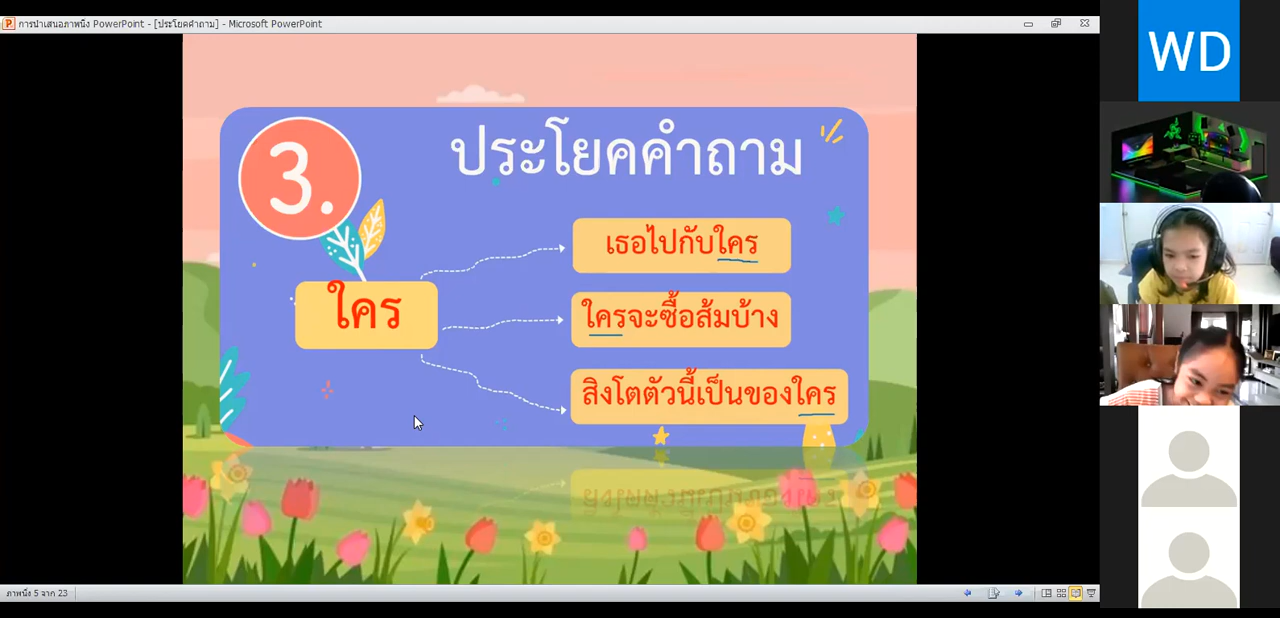 การนำเสนอภาพนิ่ง PowerPoint - [ประโยคคำถาม] - Microsoft PowerPoint
WD
3.
ประโยคคำถาม
ใคร
เธอไปกับใคร
ใครจะซื้อส้มบ้าง
สิงโตตัวนี้เป็นของใคร
ภาพนิ่ง 5 จาก 23